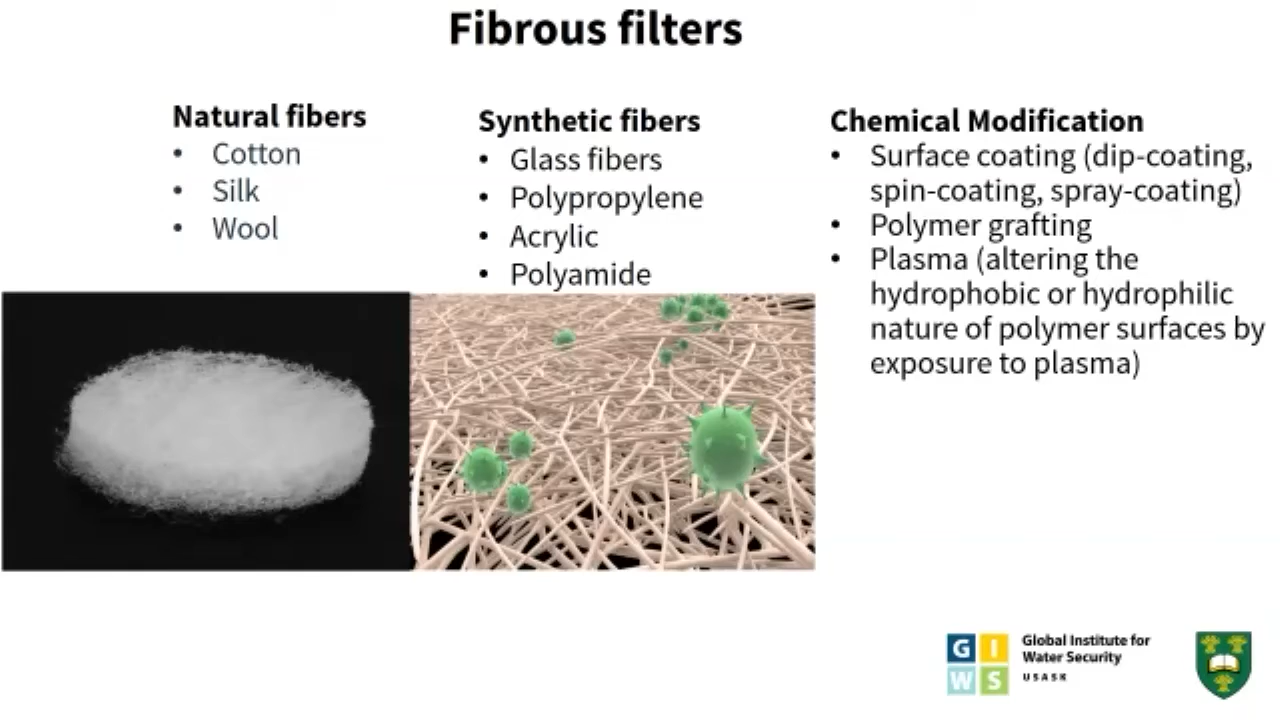 Fibrous filters
Natural fibers
• Cotton
• Silk
• Wool
Synthetic fibers
• Glass fibers
• Polypropylene
• Acrylic
• Polyamide
Chemical Modification
• Surface coating (dip-coating,
spin-coating, spray-coating)
• Polymer grafting
• Plasma (altering the
hydrophobic or hydrophilic
nature of polymer surfaces by
exposure to plasma)
G I
W S
Global Institute for
Water Security
USASK